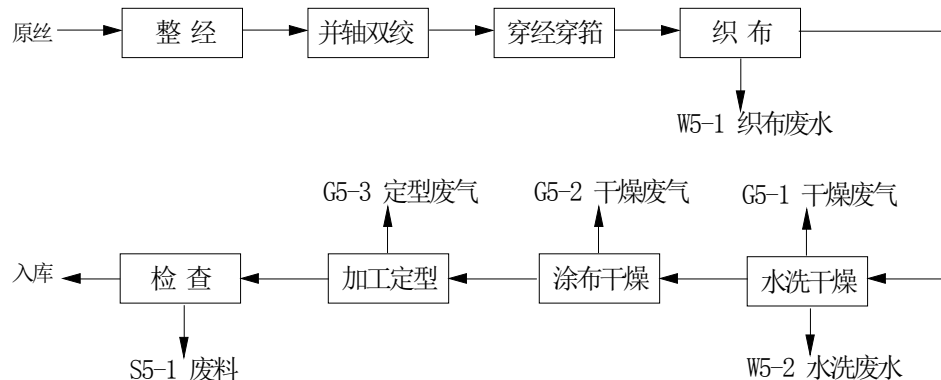 原丝 整 经 并轴双绞 穿经穿筘 织 布
W5-1 织布废水
G5-3 定型废气 G5-2 干燥废气 G5-1 干燥废气
入库 检 查 加工定型 涂布干燥 水洗干燥
S5-1 废料 W5-2 水洗废水